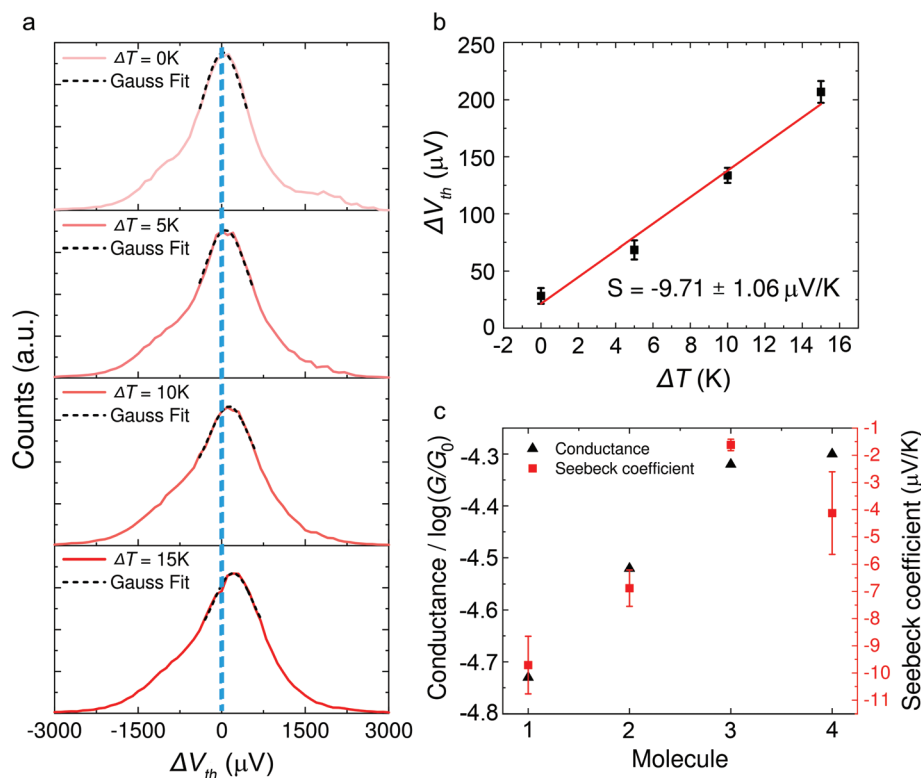 a
ΔT = 0K
Gauss Fit
ΔT = 5K
Gauss Fit
ΔT = 10K
Gauss Fit
ΔT = 15K
Gauss Fit
Counts (a.u.)
-3000 -1500 0 1500 3000
ΔVth (µV)
b
250
200
150
100
50
0
ΔVth (µV)
S = -9.71 ± 1.06 µV/K
-2 0 2 4 6 8 10 12 14 16
ΔT (K)
c
Conductance
Seebeck coefficient
-4.3
-4.4
-4.5
-4.6
-4.7
-4.8
Conductance / log(G/G0)
-1
-2
-3
-4
-5
-6
-7
-8
-9
-10
-11
Seebeck coefficient (µV/K)
1 2 3 4
Molecule